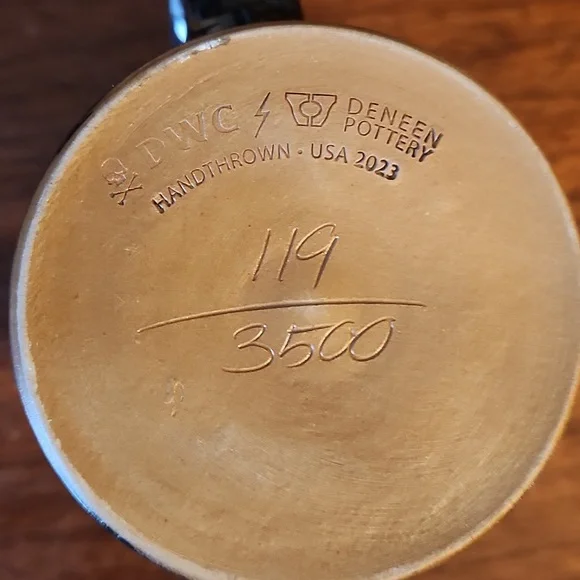 DWC DENEEN
POTTERY
HANDTHROWN · USA 2023
119
3500